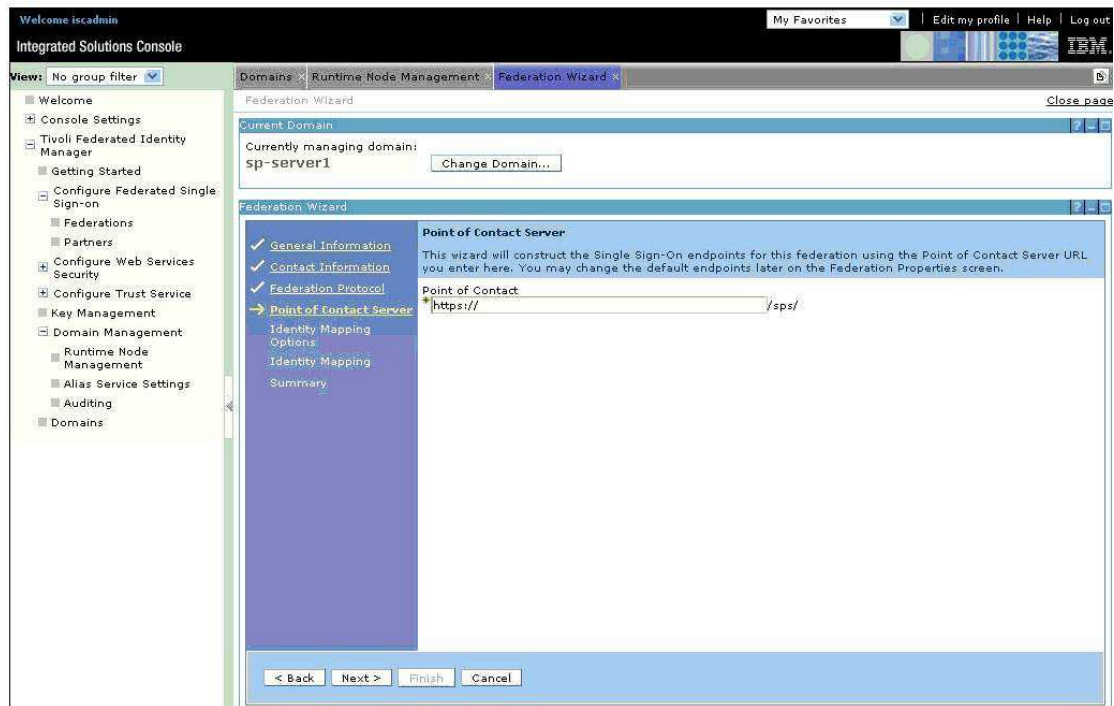 Welcome iscadmin
My Favorites
Edit my profile
Help
Log out
Integrated Solutions Console
IBM.
View: No group filter
Welcome
Console Settings
Tivoli Federated Identity
Manager
Getting Started
Configure Federated Single
Sign-on
Federations
Partners
Configure Web Services
Security
Configure Trust Service
Key Management
Domain Management
Runtime Node
Management
Alias Service Settings
Auditing
Domains
Domains
Runtime Node Management
Federation Wizard
Federation Wizard
Close page
Current Domain
Currently managing domain:
sp-server1
Change Domain...
Federation Wizard
General Information
Contact Information
Federation Protocol
Point of Contact Server
Identity Mapping
Options
Identity Mapping
Summary
Point of Contact Server
This wizard will construct the Single Sign-On endpoints for this federation using the Point of Contact Server URL
you enter here. You may change the default endpoints later on the Federation Properties screen.
Point of Contact
* https:// /sps/
< Back
Next >
Finish
Cancel